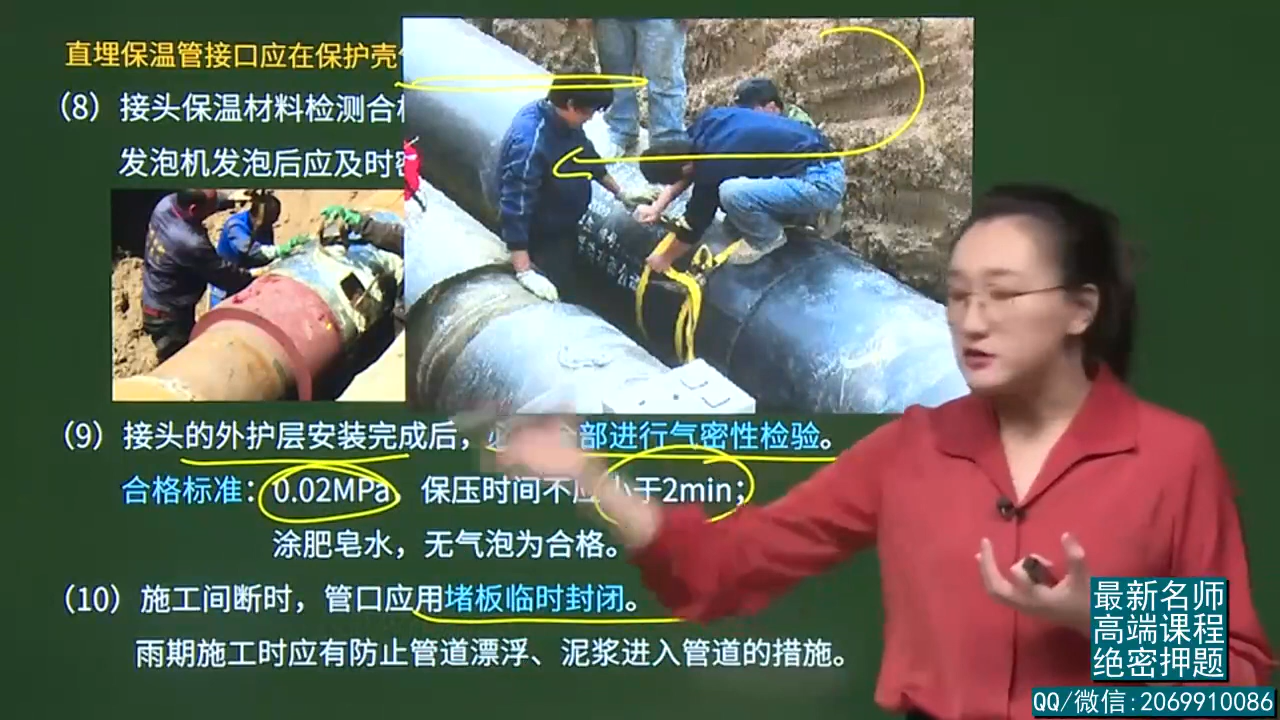 直埋保温管接口应在保护壳
（8）接头保温材料检测合
发泡机发泡后应及时
（9）接头的外护层安装完成后，全部进行气密性检验。
合格标准：0.02MPa，保压时间不应小于2min；
涂肥皂水，无气泡为合格。
（10）施工间断时，管口应用堵板临时封闭。
雨期施工时应有防止管道漂浮、泥浆进入管道的措施。
最新名师
高端课程
绝密押题
QQ/微信:2069910086